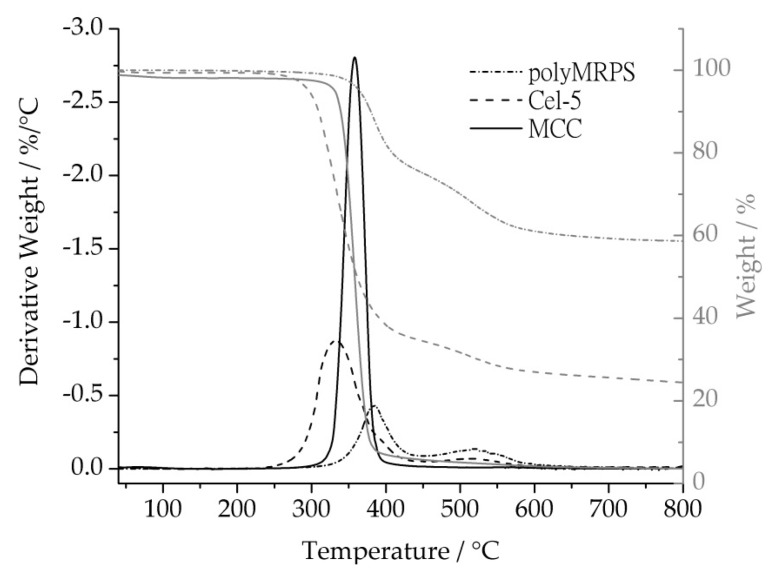 -3.0
-2.5
-2.0
-1.5
-1.0
-0.5
0.0
Derivative Weight / %/°C
polyMRPS
Cel-5
MCC
100
80
60
40
20
0
Weight / %
100 200 300 400 500 600 700 800
Temperature / °C